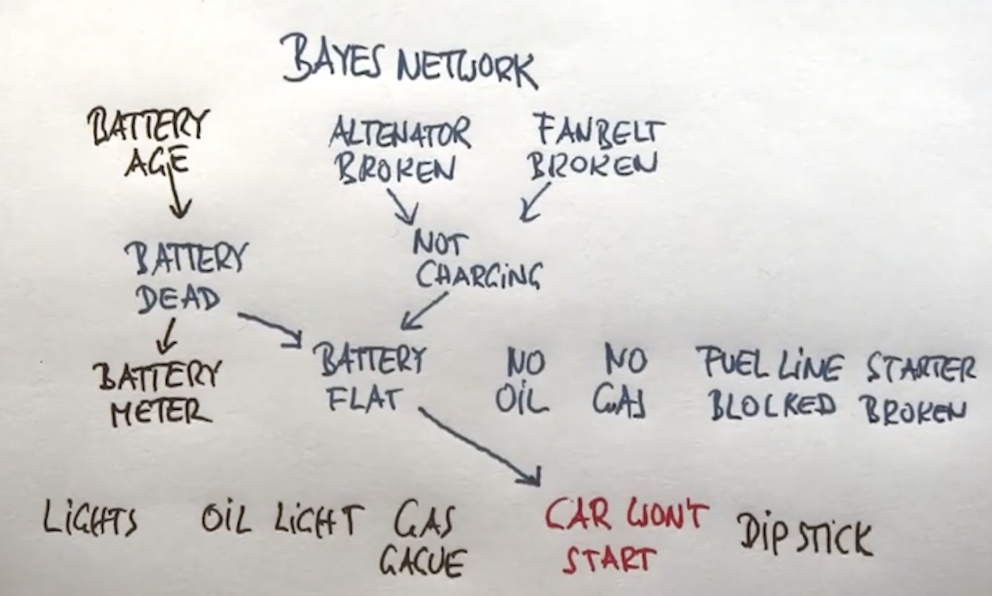 BAYES NETWORK
BATTERY
AGE
ALTENATOR
BROKEN
FANBELT
BROKEN
BATTERY
DEAD
NOT
CHARGING
BATTERY
METER
BATTERY
FLAT
NO
OIL
NO
GAS
FUEL LINE
BLOCKED
STARTER
BROKEN
LIGHTS
OIL LIGHT
GAS
GAGUE
CAR WON'T
START
DIP STICK